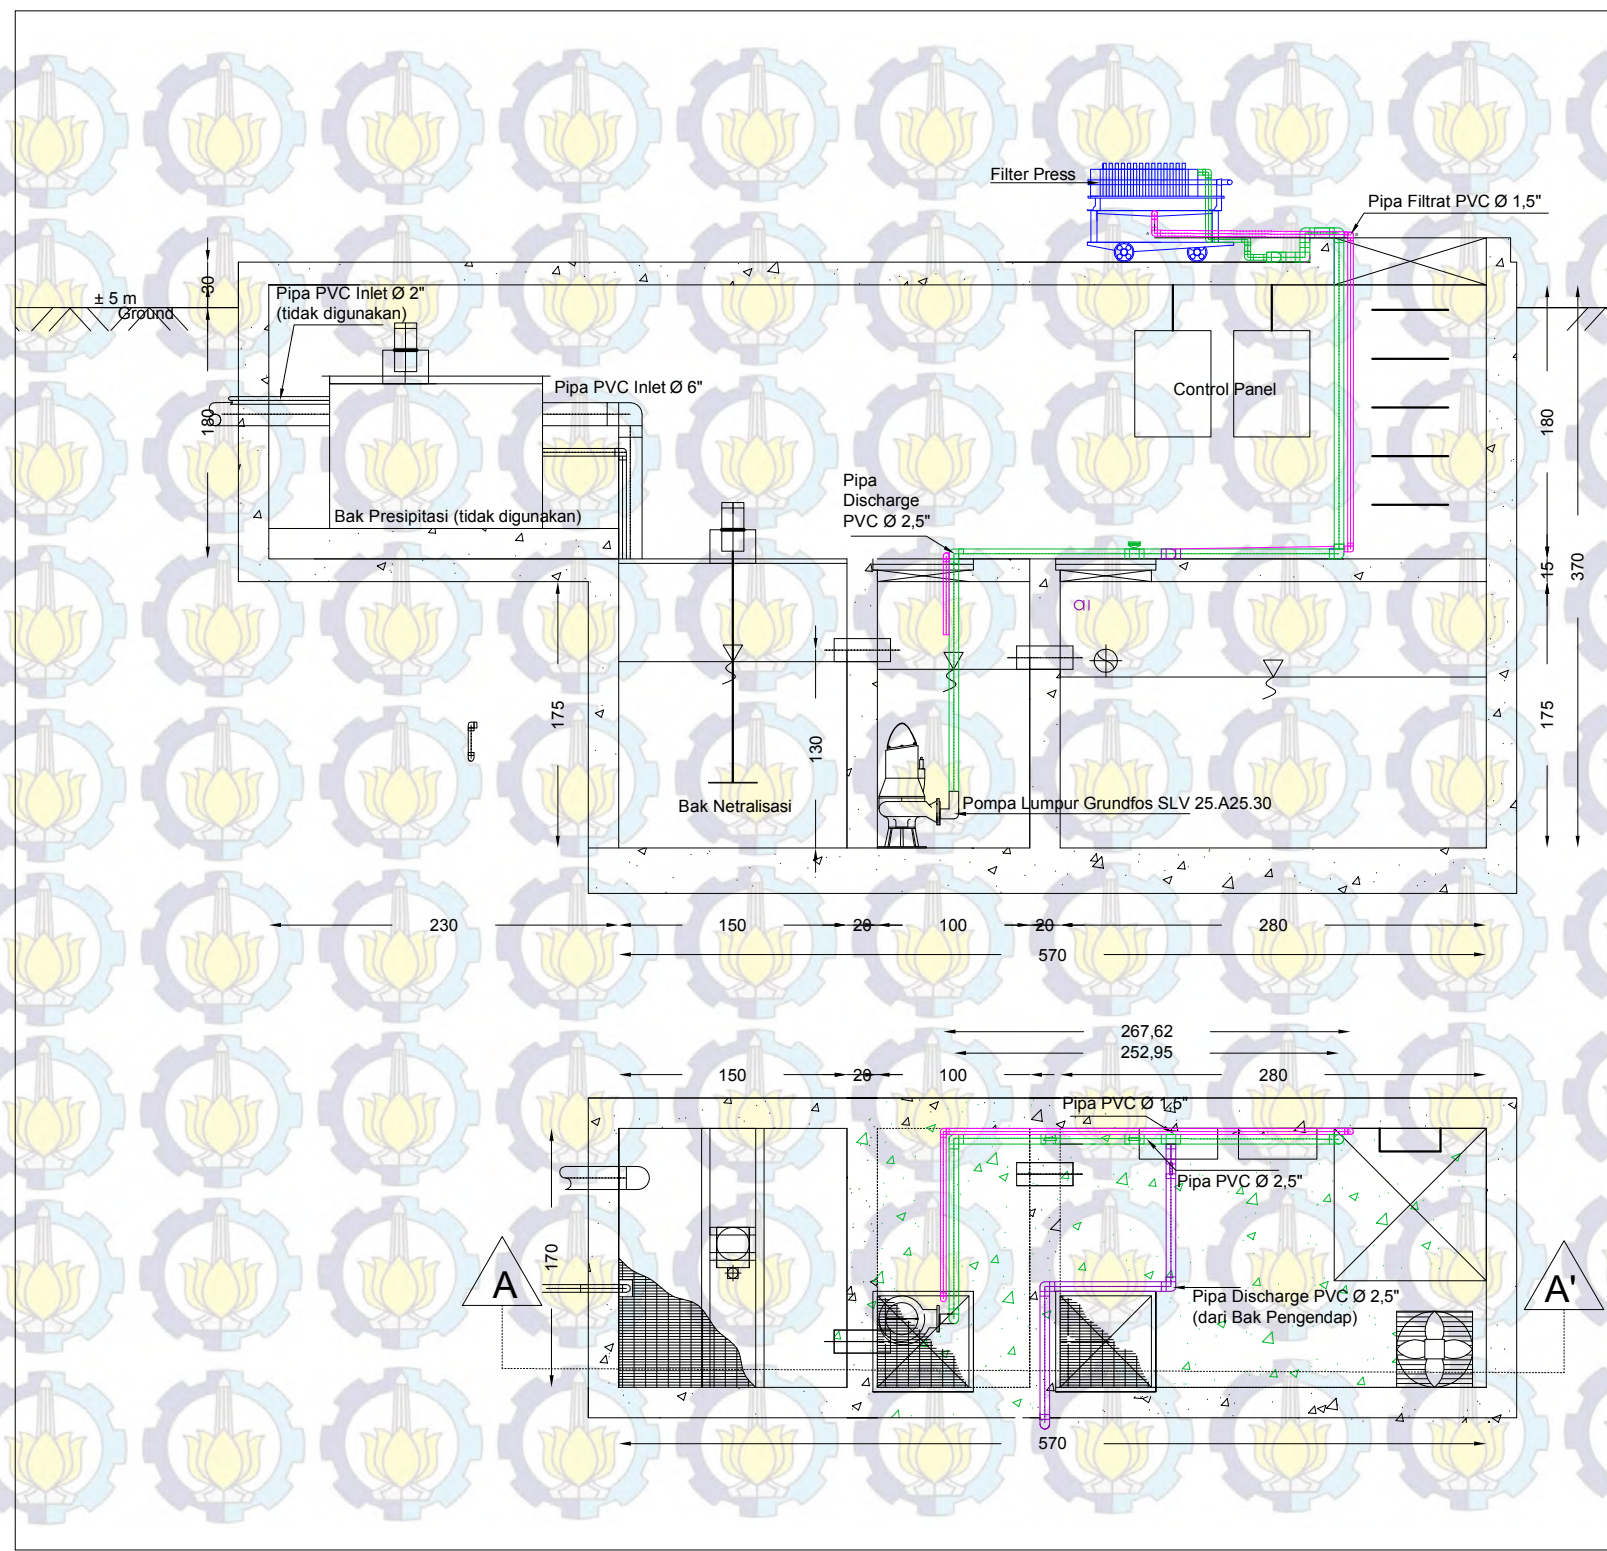 Filter Press
Pipa Filtrat PVC Ø 1,5"
30
± 5 m
Ground
Pipa PVC Inlet Ø 2"
(tidak digunakan)
Pipa PVC Inlet Ø 6"
Control Panel
180
180
370
Pipa
Discharge
PVC Ø 2,5"
Bak Presipitasi (tidak digunakan)
15
175
130
175
Bak Netralisasi
Pompa Lumpur Grundfos SLV 25.A25.30
230
150
20
100
20
280
570
267,62
252,95
150
20
100
280
Pipa PVC Ø 1,5"
Pipa PVC Ø 2,5"
170
A
A'
Pipa Discharge PVC Ø 2,5"
(dari Bak Pengendap)
570